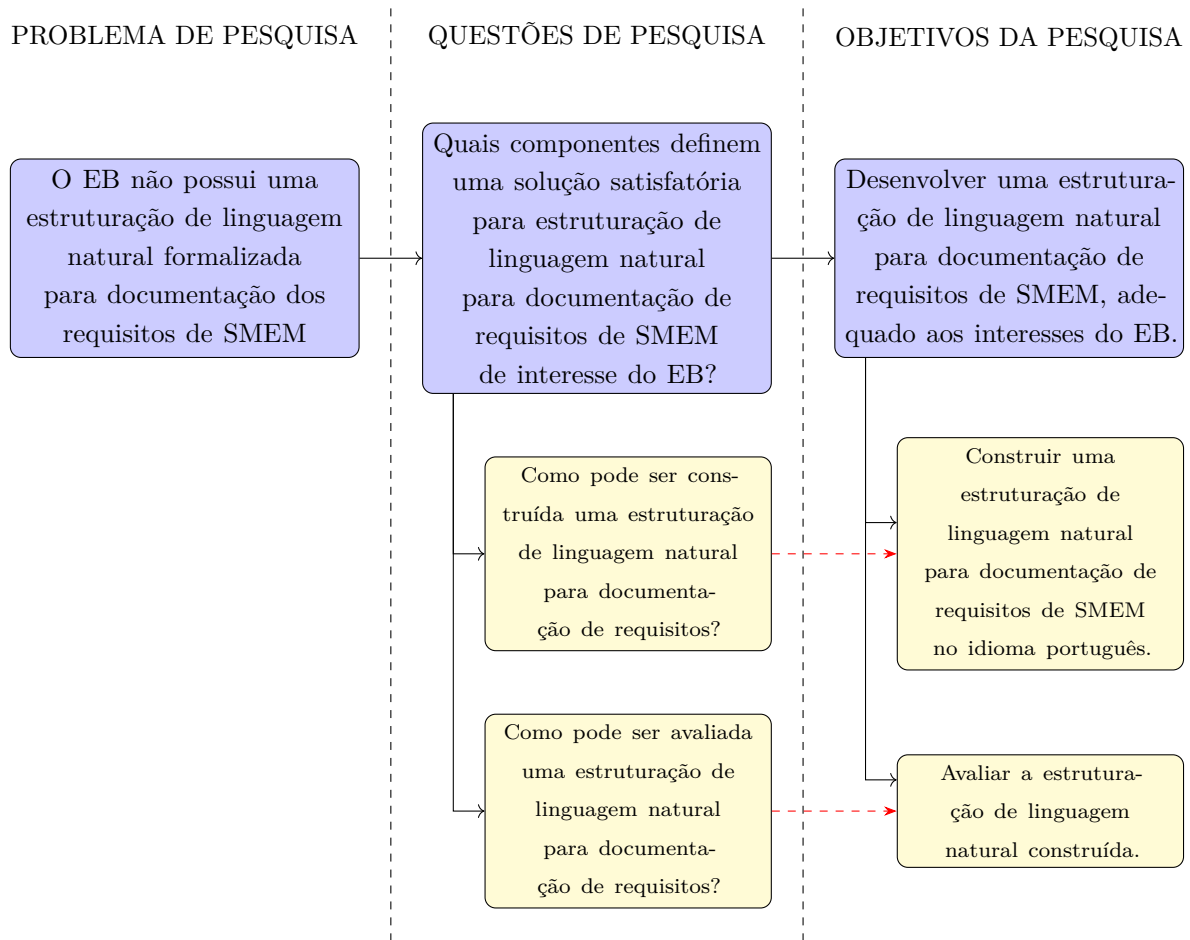 PROBLEMA DE PESQUISA
QUESTÕES DE PESQUISA
OBJETIVOS DA PESQUISA
O EB não possui uma
estruturação de linguagem
natural formalizada
para documentação dos
requisitos de SMEM
Quais componentes definem
uma solução satisfatória
para estruturação de
linguagem natural
para documentação de
requisitos de SMEM
de interesse do EB?
Desenvolver uma estrutura-
ção de linguagem natural
para documentação de
requisitos de SMEM, ade-
quado aos interesses do EB.
Como pode ser cons-
truída uma estruturação
de linguagem natural
para documenta-
ção de requisitos?
Construir uma
estruturação de
linguagem natural
para documentação de
requisitos de SMEM
no idioma português.
Como pode ser avaliada
uma estruturação de
linguagem natural
para documenta-
ção de requisitos?
Avaliar a estrutura-
ção de linguagem
natural construída.